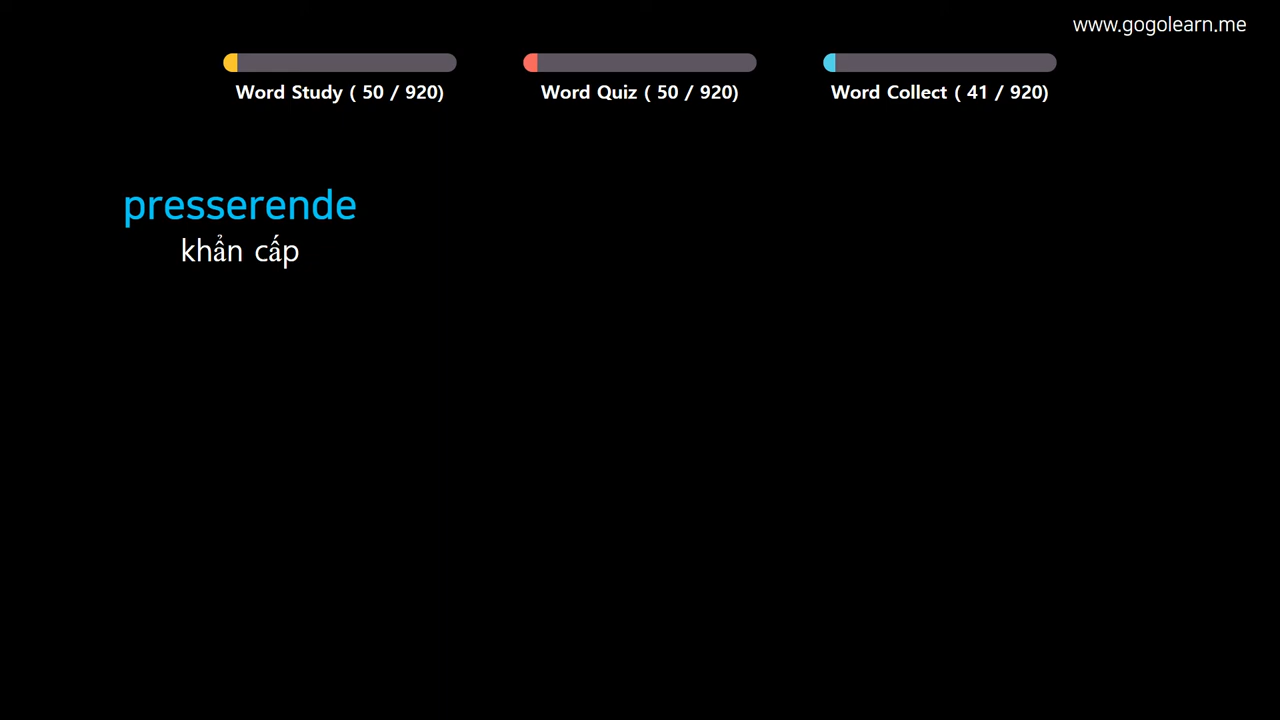 www.gogolearn.me
Word Study ( 50 / 920)
Word Quiz ( 50 / 920)
Word Collect ( 41 / 920)
presserende
khẩn cấp